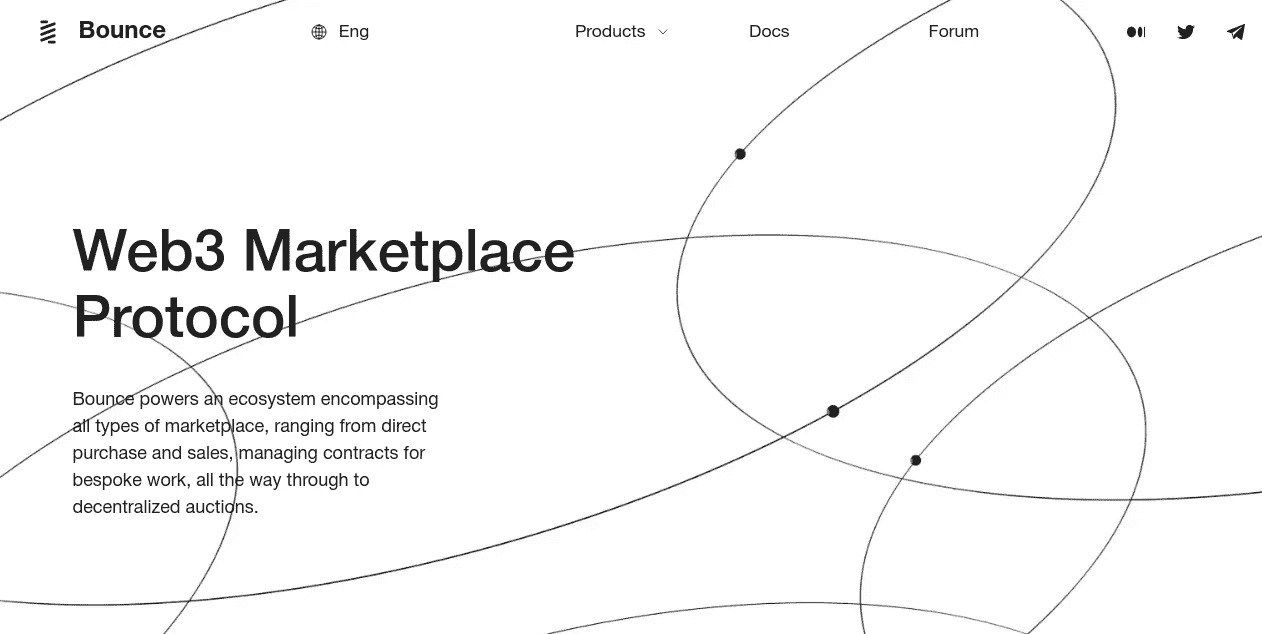 Bounce
Eng
Products
Docs
Forum
Web3 Marketplace
Protocol
Bounce powers an ecosystem encompassing
all types of marketplace, ranging from direct
purchase and sales, managing contracts for
bespoke work, all the way through to
decentralized auctions.